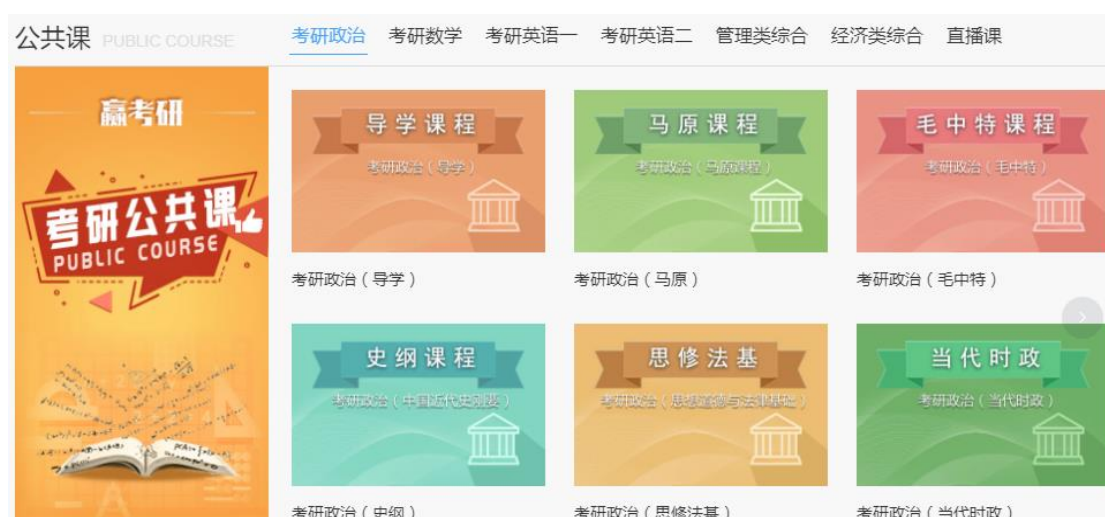 公共课 PUBLIC COURSE
考研政治 考研数学 考研英语一 考研英语二 管理类综合 经济类综合 直播课
赢考研
考研公共课
PUBLIC COURSE
导学课程
考研政治(导学)
考研政治(导学)
马原课程
考研政治(马原课程)
考研政治(马原)
毛中特课程
考研政治(毛中特)
考研政治(毛中特)
史纲课程
考研政治(中国近代史纲要)
考研政治(史纲)
思修法基
考研政治(思想道德与法律基础)
考研政治(思修法基)
当代时政
考研政治(当代时政)
考研政治(当代时政)